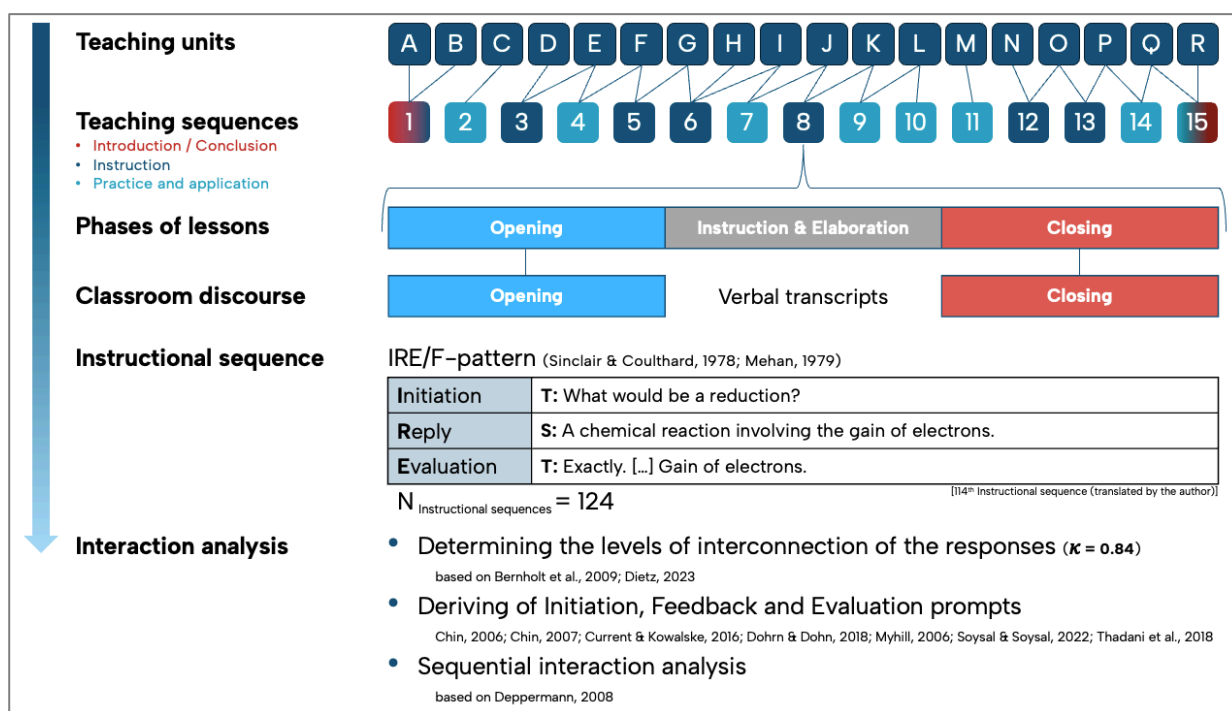 Teaching units
A B C D E F G H I J K L M N O P Q R
Teaching sequences
1 2 3 4 5 6 7 8 9 10 11 12 13 14 15
• Introduction / Conclusion
• Instruction
• Practice and application
Phases of lessons
Opening Instruction & Elaboration Closing
Classroom discourse
Opening Verbal transcripts Closing
Instructional sequence
IRE/F-pattern (Sinclair & Coulthard, 1978; Mehan, 1979)
Initiation T: What would be a reduction?
Reply S: A chemical reaction involving the gain of electrons.
Evaluation T: Exactly. […] Gain of electrons.
[114th Instructional sequence (translated by the author)]
N Instructional sequences = 124
Interaction analysis
• Determining the levels of interconnection of the responses (κ = 0.84)
based on Bernholt et al., 2009; Dietz, 2023
• Deriving of Initiation, Feedback and Evaluation prompts
Chin, 2006; Chin, 2007; Current & Kowalske, 2016; Dohrn & Dohn, 2018; Myhill, 2006; Soysal & Soysal, 2022; Thadani et al., 2018
• Sequential interaction analysis
based on Deppermann, 2008